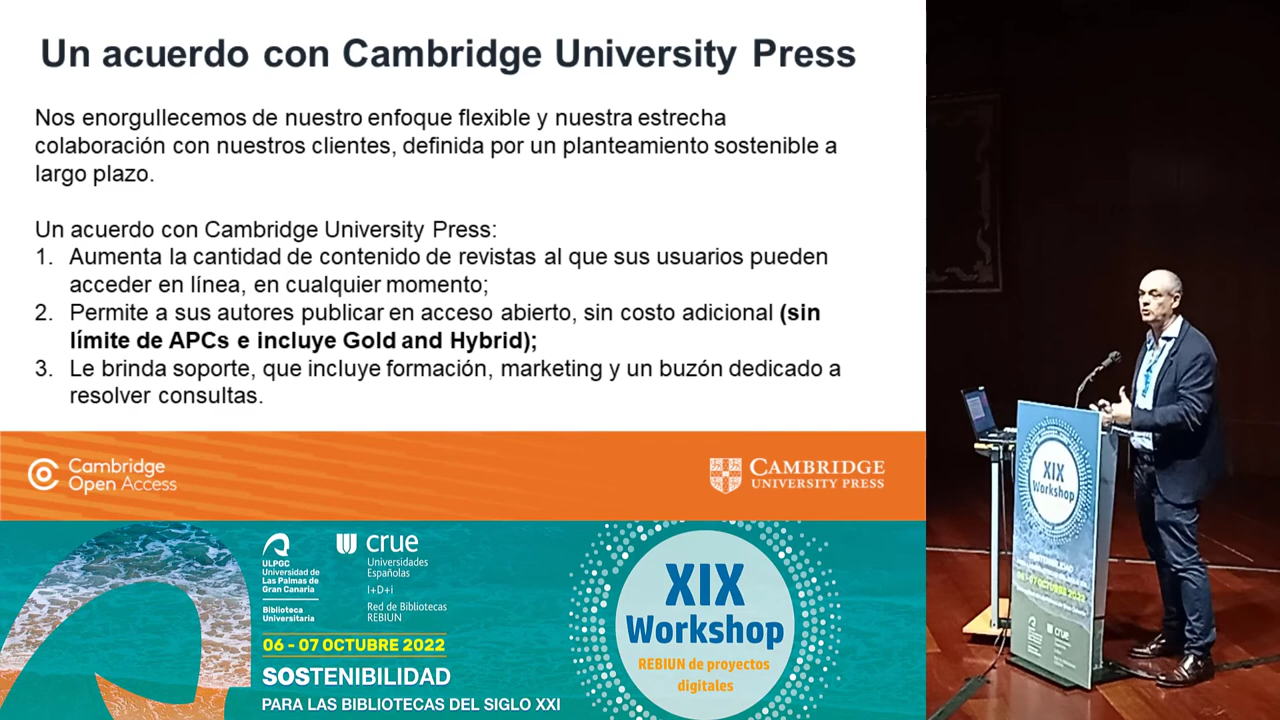 Un acuerdo con Cambridge University Press
Nos enorgullecemos de nuestro enfoque flexible y nuestra estrecha
colaboración con nuestros clientes, definida por un planteamiento sostenible a
largo plazo.
Un acuerdo con Cambridge University Press:
1. Aumenta la cantidad de contenido de revistas al que sus usuarios pueden
acceder en línea, en cualquier momento;
2. Permite a sus autores publicar en acceso abierto, sin costo adicional (sin
límite de APCs e incluye Gold and Hybrid);
3. Le brinda soporte, que incluye formación, marketing y un buzón dedicado a
resolver consultas.
Cambridge
Open Access
CAMBRIDGE
UNIVERSITY PRESS
ULPGC
Universidad de
Las Palmas de
Gran Canaria
Biblioteca
Universitaria
crue
Universidades
Españolas
I+D+i
Red de Bibliotecas
REBIUN
06 - 07 OCTUBRE 2022
SOSTENIBILIDAD
PARA LAS BIBLIOTECAS DEL SIGLO XXI
XIX
Workshop
REBIUN de proyectos
digitales
XIX
Workshop
SOSTENIBILIDAD
06 - 07 OCTUBRE 2022
crue